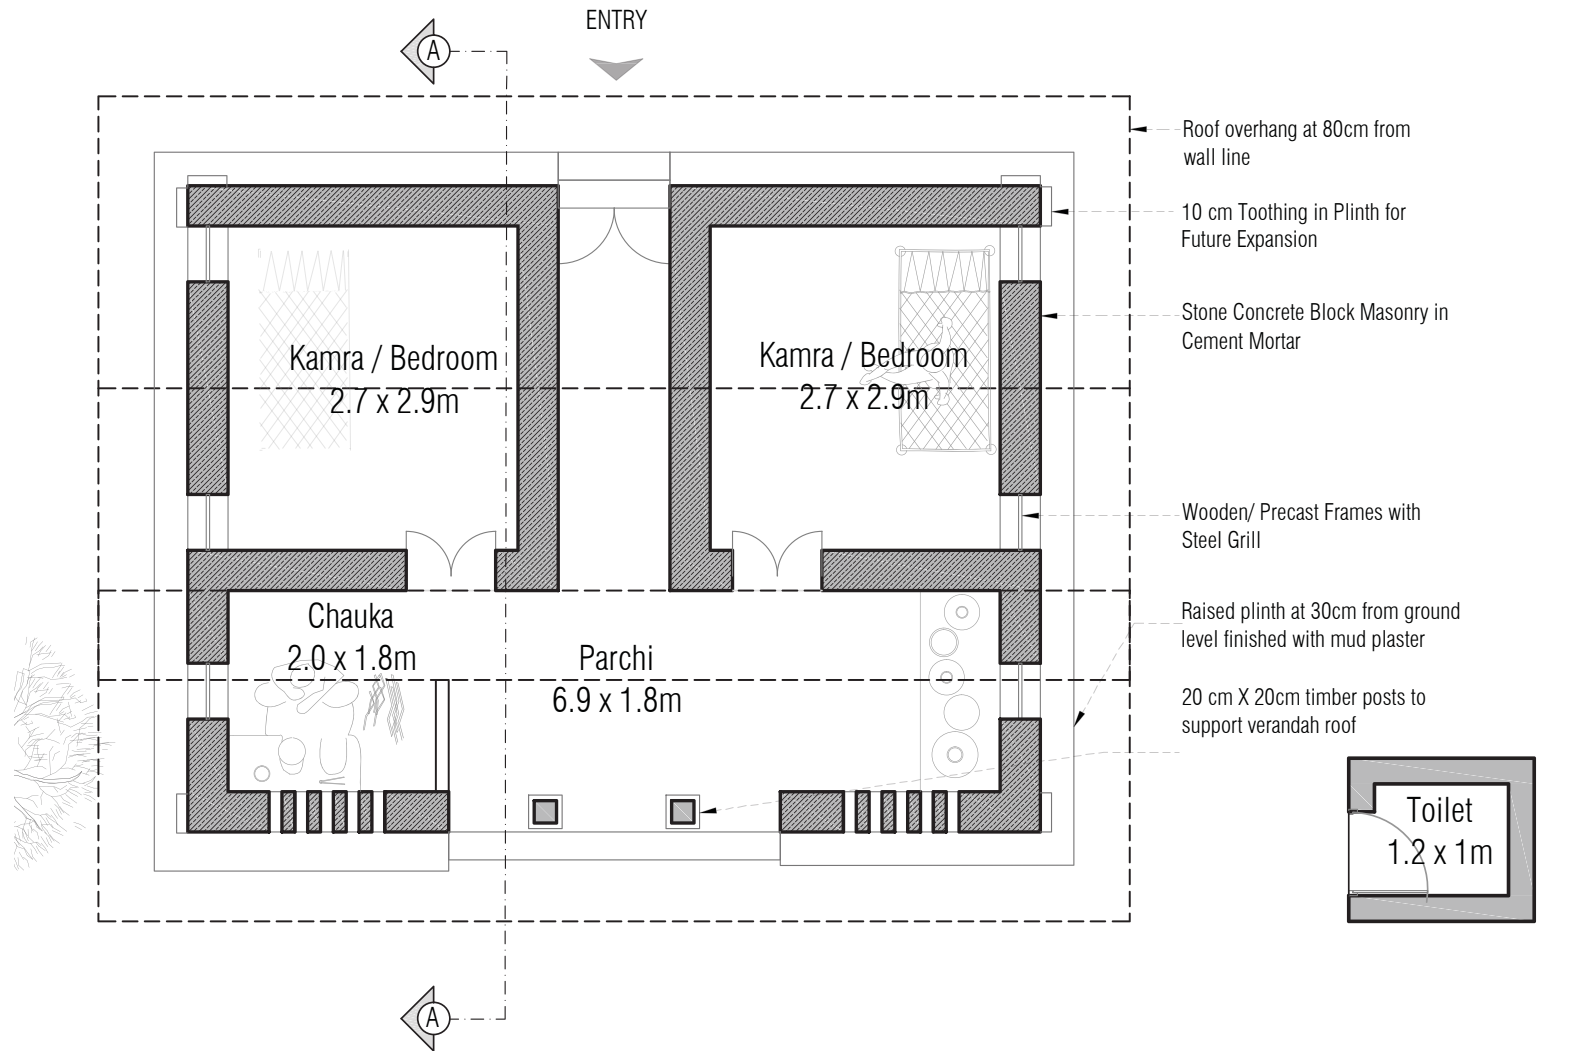 ENTRY
A
Roof overhang at 80cm from
wall line
10 cm Toothing in Plinth for
Future Expansion
Stone Concrete Block Masonry in
Cement Mortar
Kamra / Bedroom
2.7 x 2.9m
Kamra / Bedroom
2.7 x 2.9m
Wooden/ Precast Frames with
Steel Grill
Chauka
2.0 x 1.8m
Parchi
6.9 x 1.8m
Raised plinth at 30cm from ground
level finished with mud plaster
20 cm X 20cm timber posts to
support verandah roof
Toilet
1.2 x 1m
A